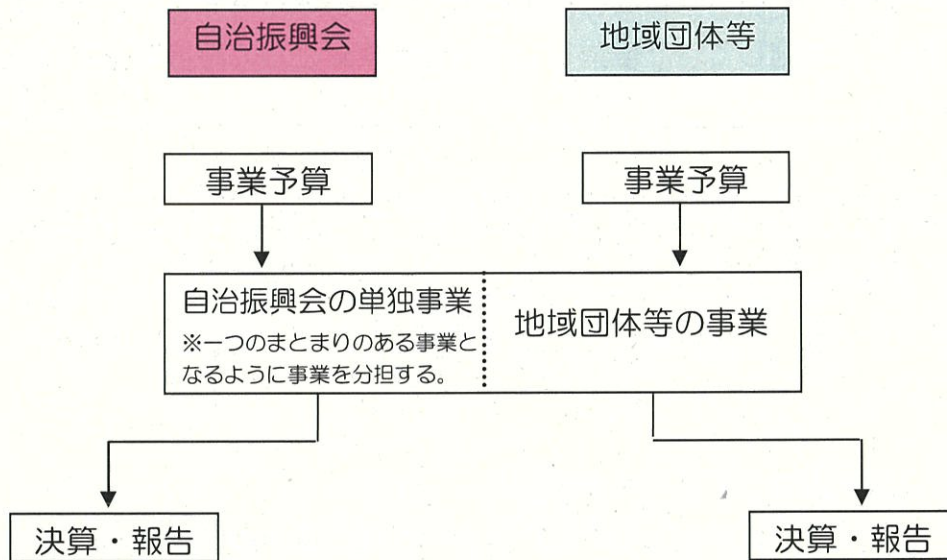 自治振興会
地域団体等
事業予算
事業予算
自治振興会の単独事業
※一つのまとまりのある事業と
なるように事業を分担する。
地域団体等の事業
決算・報告
決算・報告